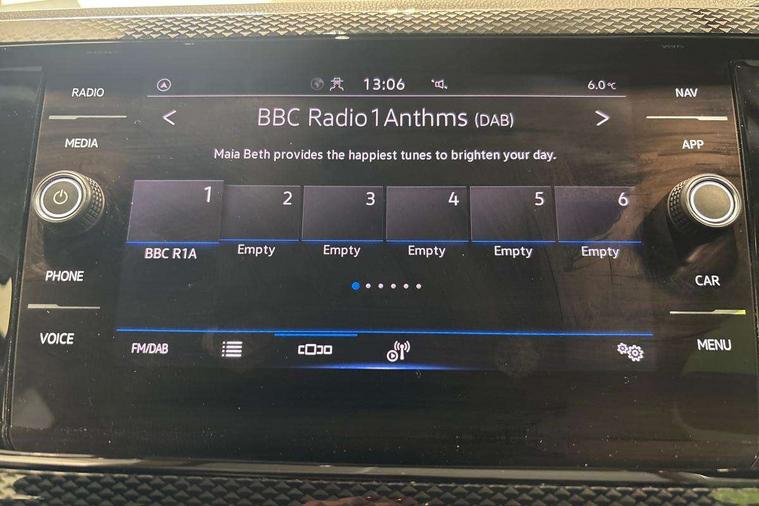 13:06
6.0°C
RADIO
NAV
BBC Radio 1 Anthms (DAB)
MEDIA
APP
Maia Beth provides the happiest tunes to brighten your day.
1 2 3 4 5 6
BBC R1A Empty Empty Empty Empty Empty
PHONE
CAR
VOICE
FM/DAB
MENU